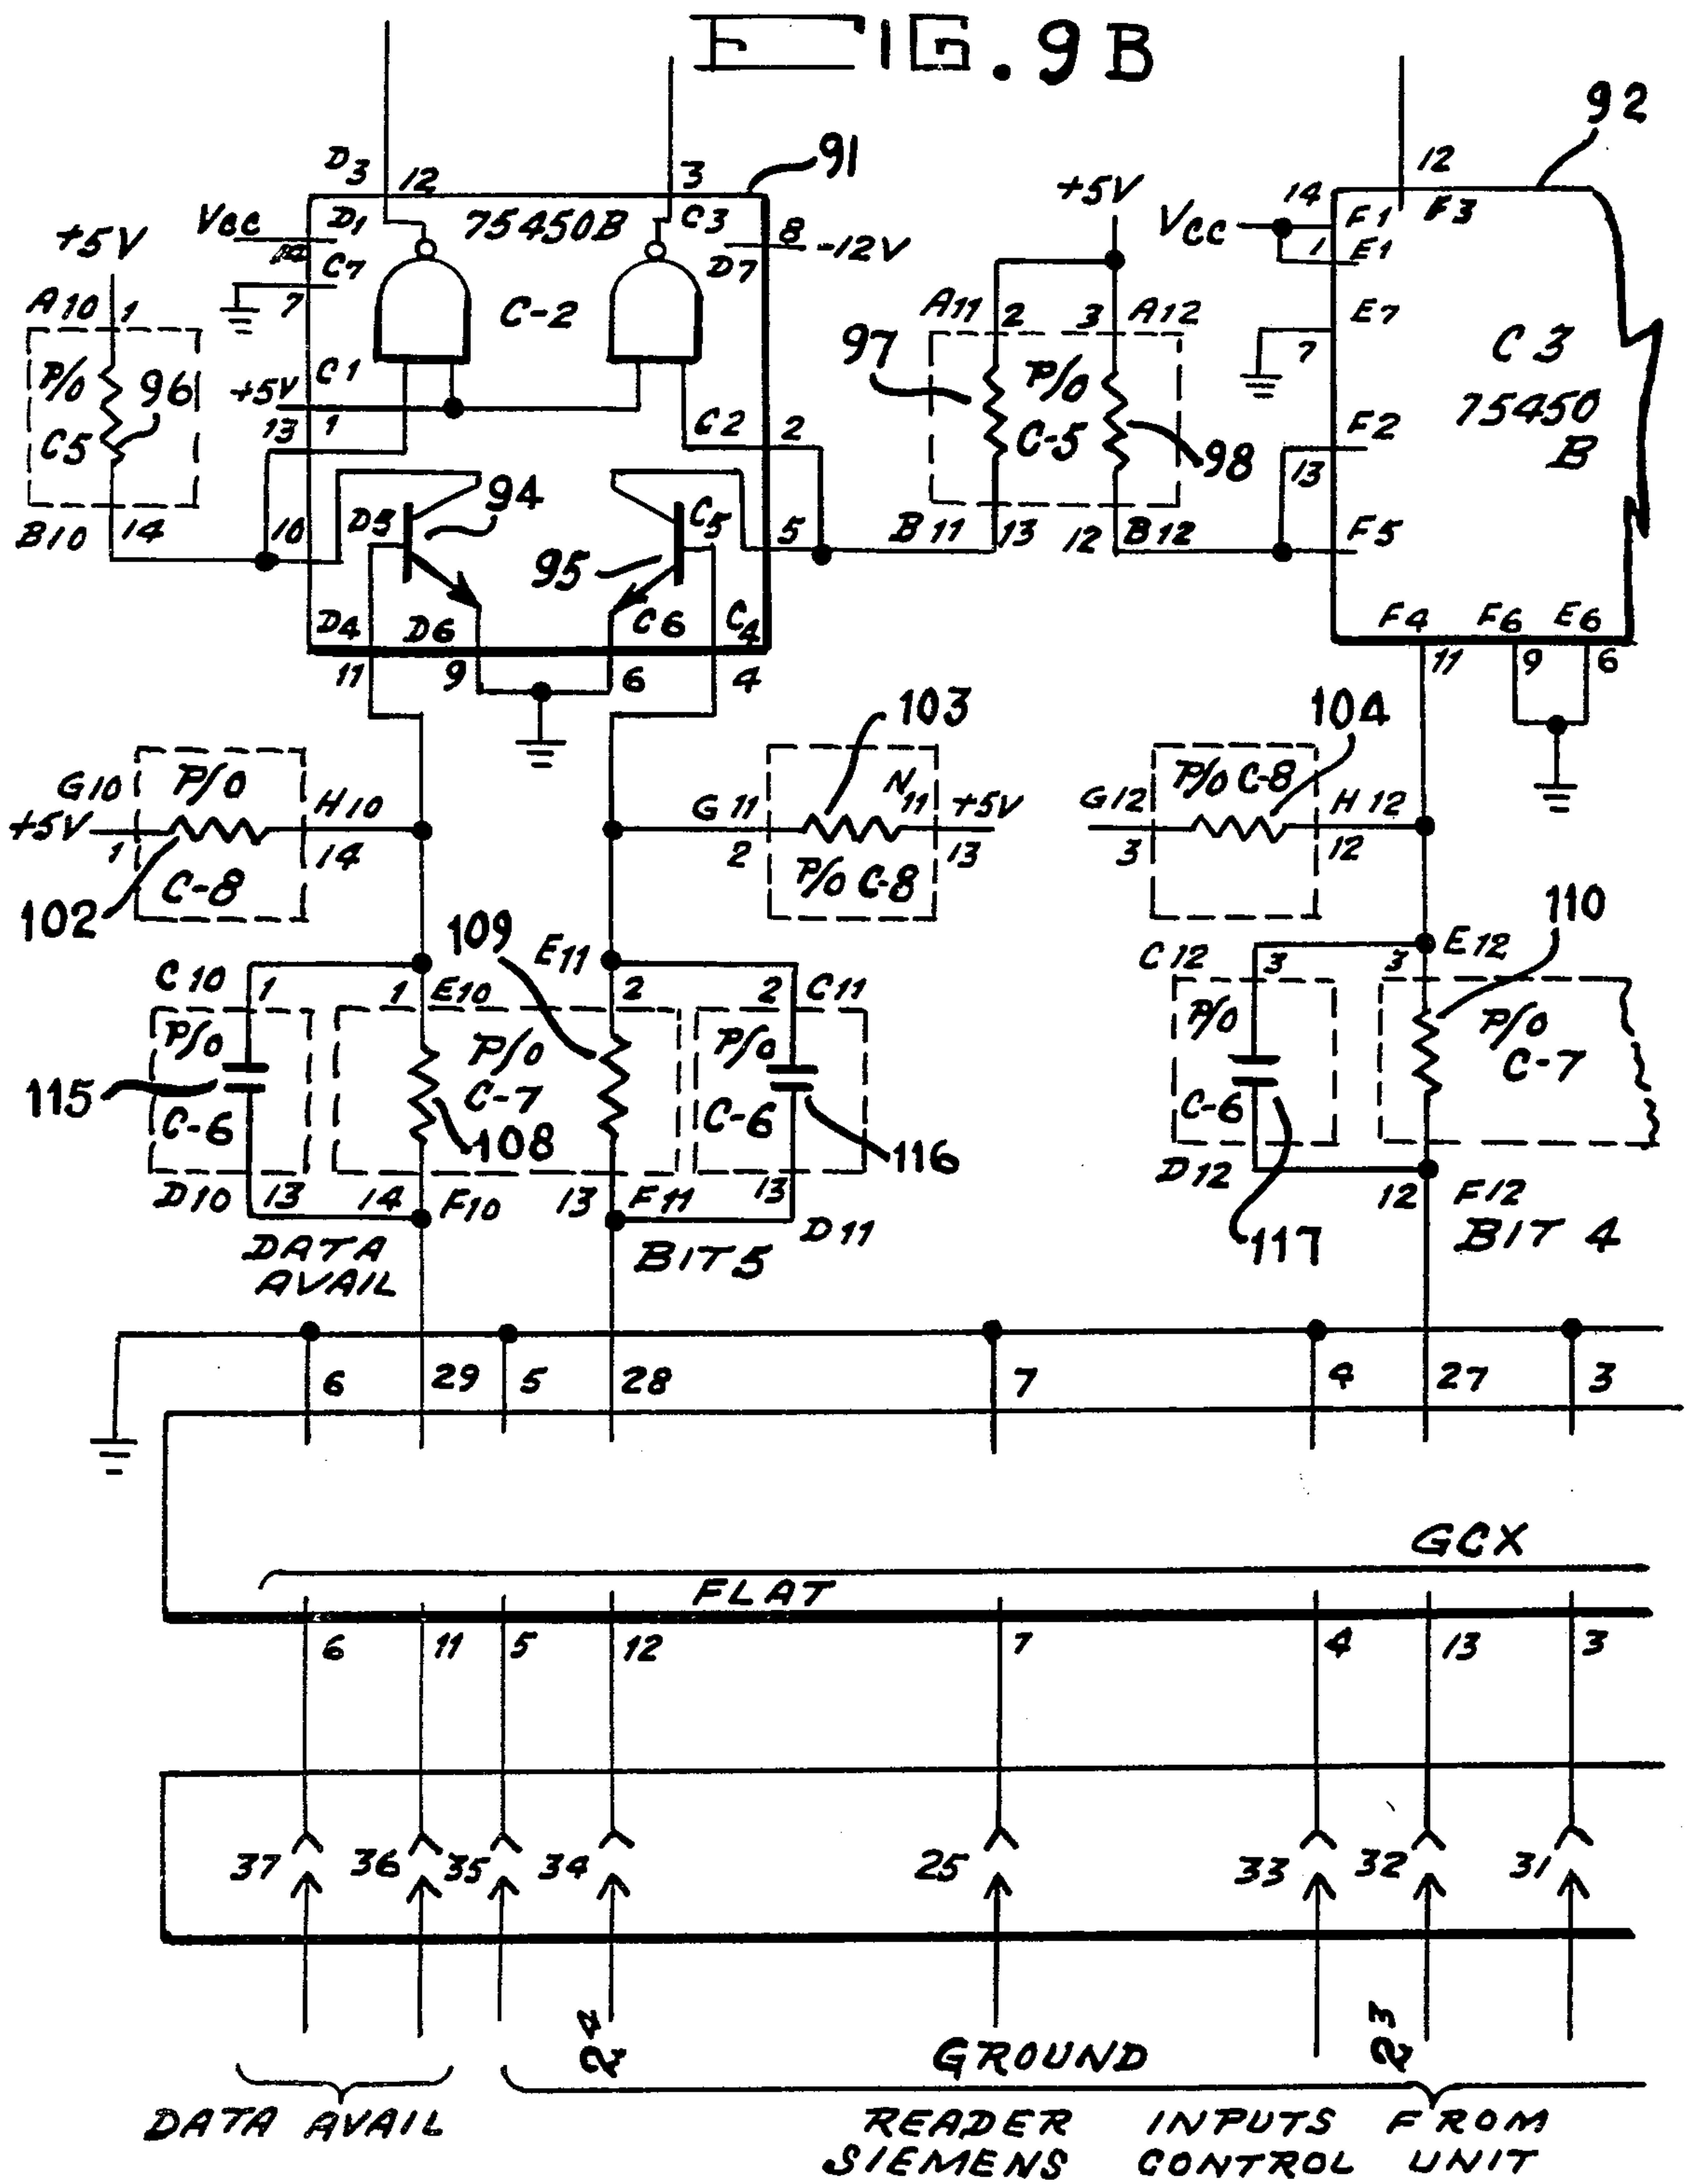 FIG. 9B
92
91
D3 12
3
12
+5V
14
VCC D1 75450B C3
8 -12V
D7
VCC F1 F3
1 E1
+5V
C7
7
A10 1
C-2
A11 2 3 A12
E7
7
C3
75450
B
97
P/O
C5
96
C1
+5V
13 1
C2 2
P/O
C-5
98
F2
13
94
D5
10
C5
5
95
B10 14
B11 13 12 B12
F5
D4 D6 C6 C4
11 9 6 4
F4 F6 E6
11 9 6
103
104
G10 P/O H10
+5V
1 14
C-8
102
G11 N11 +5V
2 13
P/O C-8
P/O C-8
G12 H12
3 12
109
110
C10 1 1 E10
E11 2 2 C11
C12 3 3 E12
P/O
C-6
115
P/O
C-7
108
P/O
C-6
116
P/O
C-6
117
P/O
C-7
D10 13 14 F10
13 F11 13 D11
D12 12 F12
DATA
AVAIL
BIT5
BIT 4
6 29 5 28 7 4 27 3
GCX
FLAT
6 11 5 12 7 4 13 3
37 36 35 34 25 33 32 31
24 23
GROUND
DATA AVAIL
READER INPUTS FROM
SIEMENS CONTROL UNIT